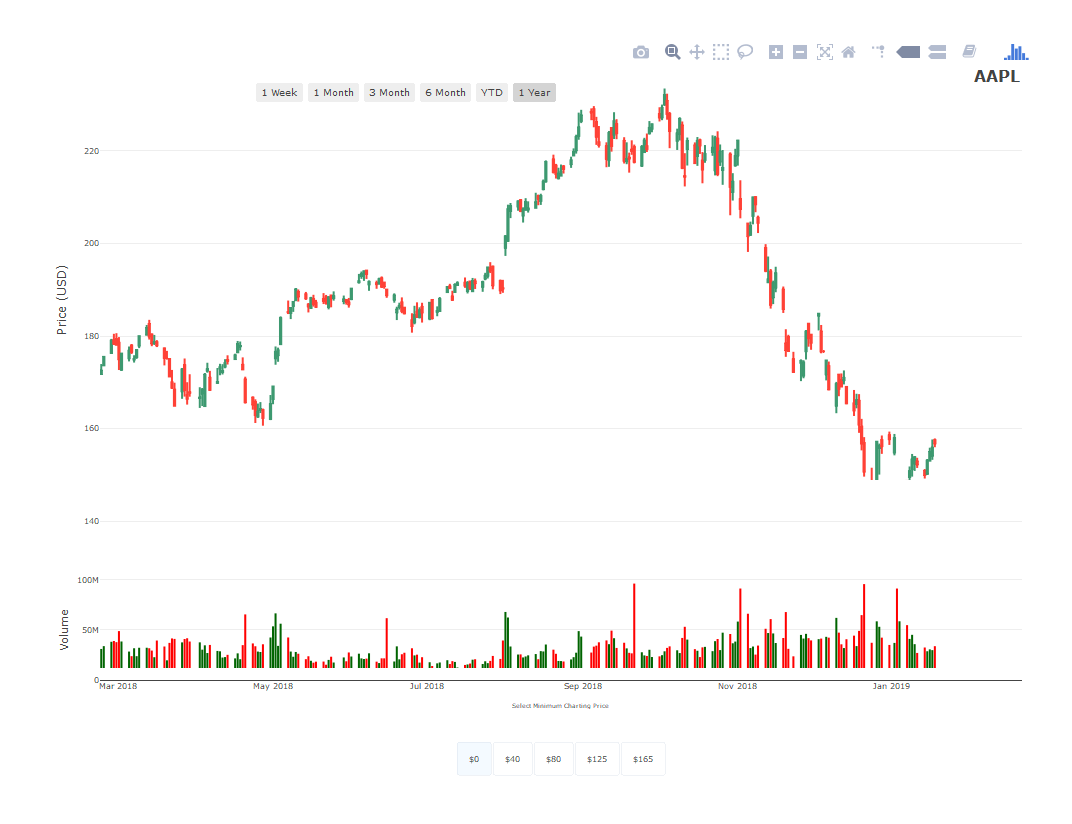 AAPL
1 Week 1 Month 3 Month 6 Month YTD 1 Year
220
200
180
160
140
Price (USD)
100M
50M
0
Volume
Mar 2018 May 2018 Jul 2018 Sep 2018 Nov 2018 Jan 2019
Select Minimum Charting Price
$0 $40 $80 $125 $165